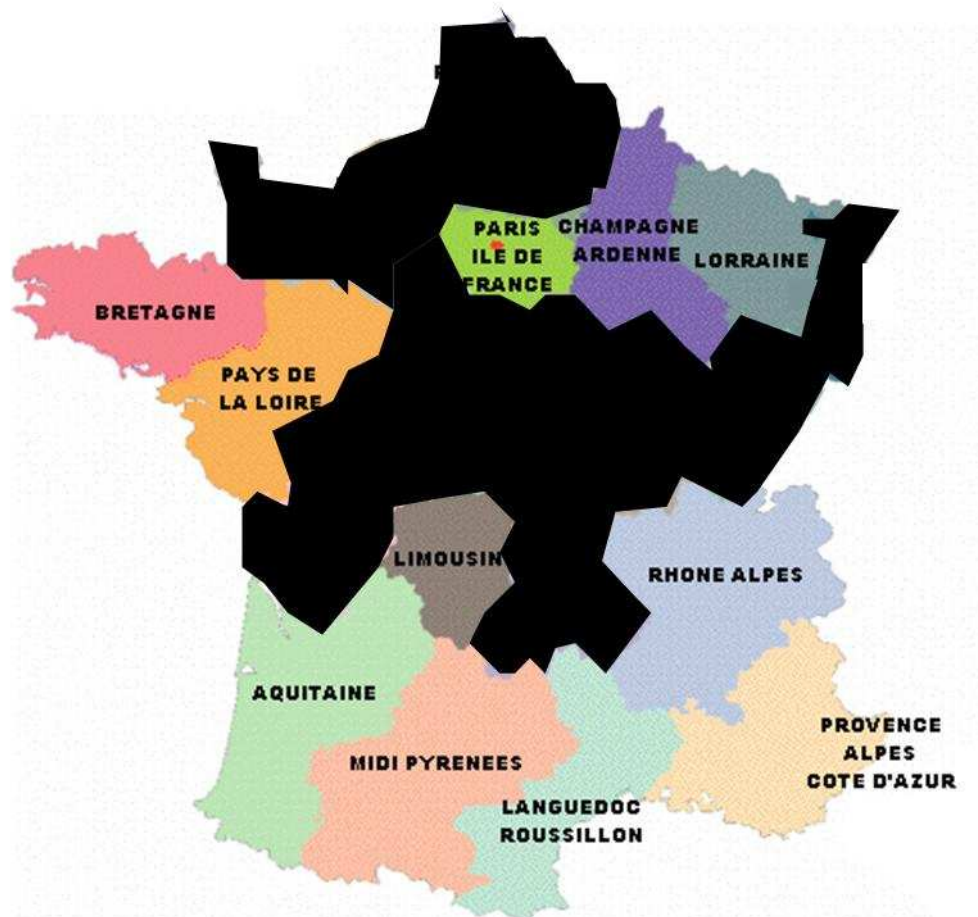 PARIS
ILE DE
FRANCE
CHAMPAGNE
ARDENNE
LORRAINE
BRETAGNE
PAYS DE
LA LOIRE
LIMOUSIN
RHONE ALPES
AQUITAINE
MIDI PYRENEES
LANGUEDOC
ROUSSILLON
PROVENCE
ALPES
COTE D'AZUR